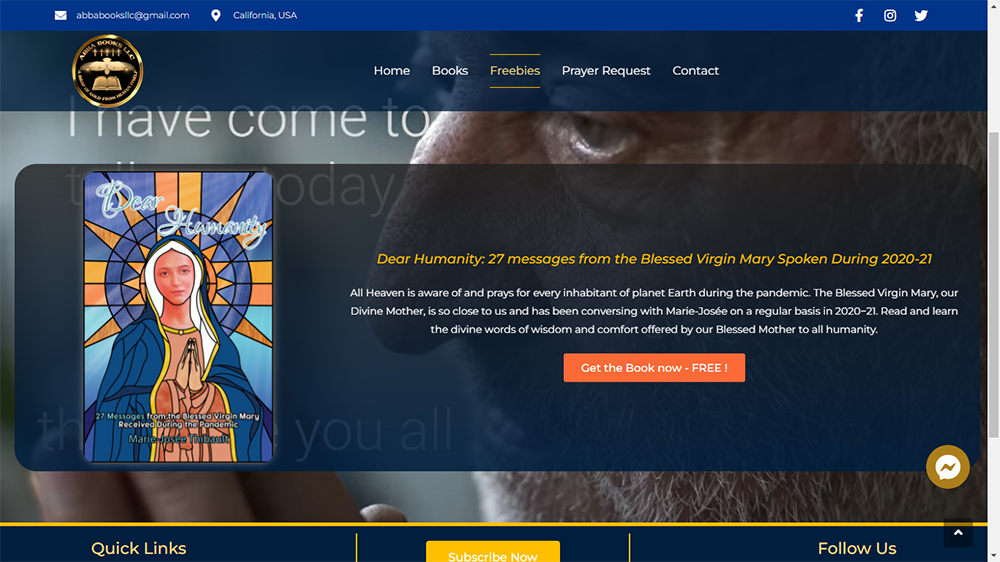 abbabooksllc@gmail.com
California, USA
ABBA BOOKS LLC
Home
Books
Freebies
Prayer Request
Contact
I have come to
today
Dear
Humanity
27 Messages from the Blessed Virgin Mary
Received During the Pandemic
Marie-Josée Thibault
Dear Humanity: 27 messages from the Blessed Virgin Mary Spoken During 2020-21
All Heaven is aware of and prays for every inhabitant of planet Earth during the pandemic. The Blessed Virgin Mary, our
Divine Mother, is so close to us and has been conversing with Marie-Josée on a regular basis in 2020–21. Read and learn
the divine words of wisdom and comfort offered by our Blessed Mother to all humanity.
Get the Book now - FREE !
you all
Quick Links
Subscribe Now
Follow Us